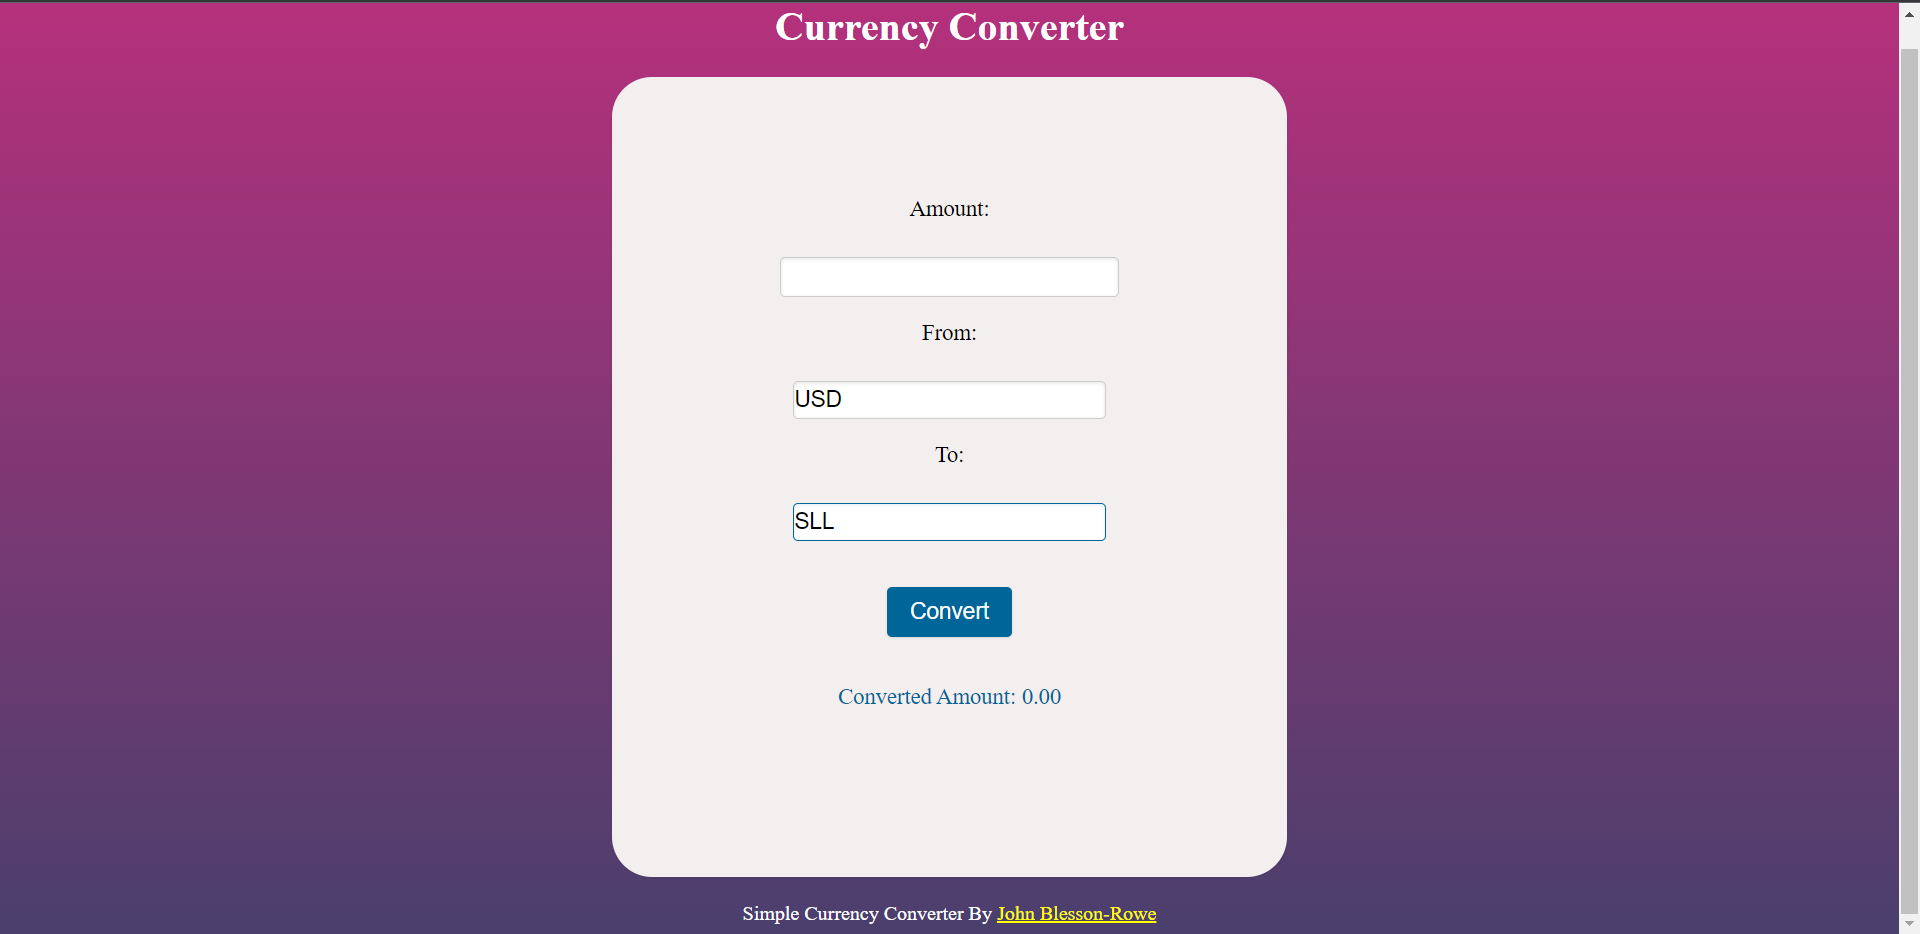 Currency Converter
Amount:
From:
USD
To:
SLL
Convert
Converted Amount: 0.00
Simple Currency Converter By John Blesson-Rowe